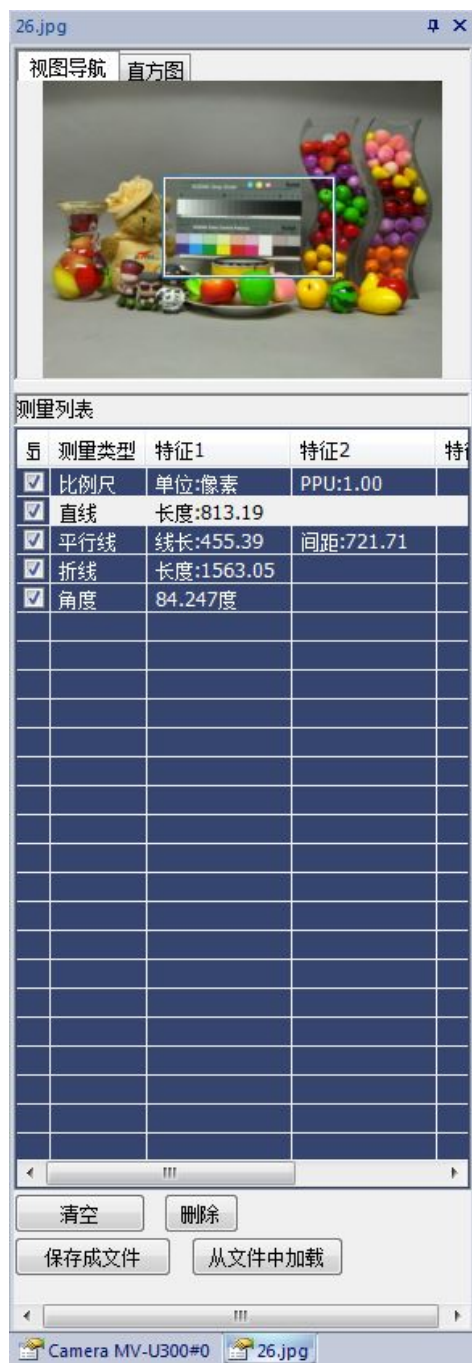 26.jpg
视图导航 直方图
测量列表
测量类型 特征1 特征2
比例尺 单位:像素 PPU:1.00
直线 长度:813.19
平行线 线长:455.39 间距:721.71
折线 长度:1563.05
角度 84.247度
清空 删除
保存成文件 从文件中加载
Camera MV-U300#0 26.jpg